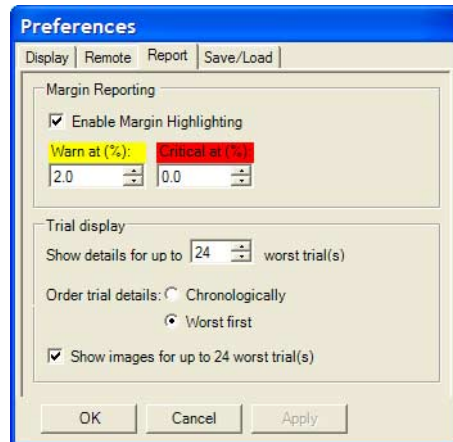 Preferences
Display Remote Report Save/Load
Margin Reporting
Enable Margin Highlighting
Warn at (%): Critical at (%):
2.0 0.0
Trial display
Show details for up to 24 worst trial(s)
Order trial details: Chronologically
Worst first
Show images for up to 24 worst trial(s)
OK Cancel Apply